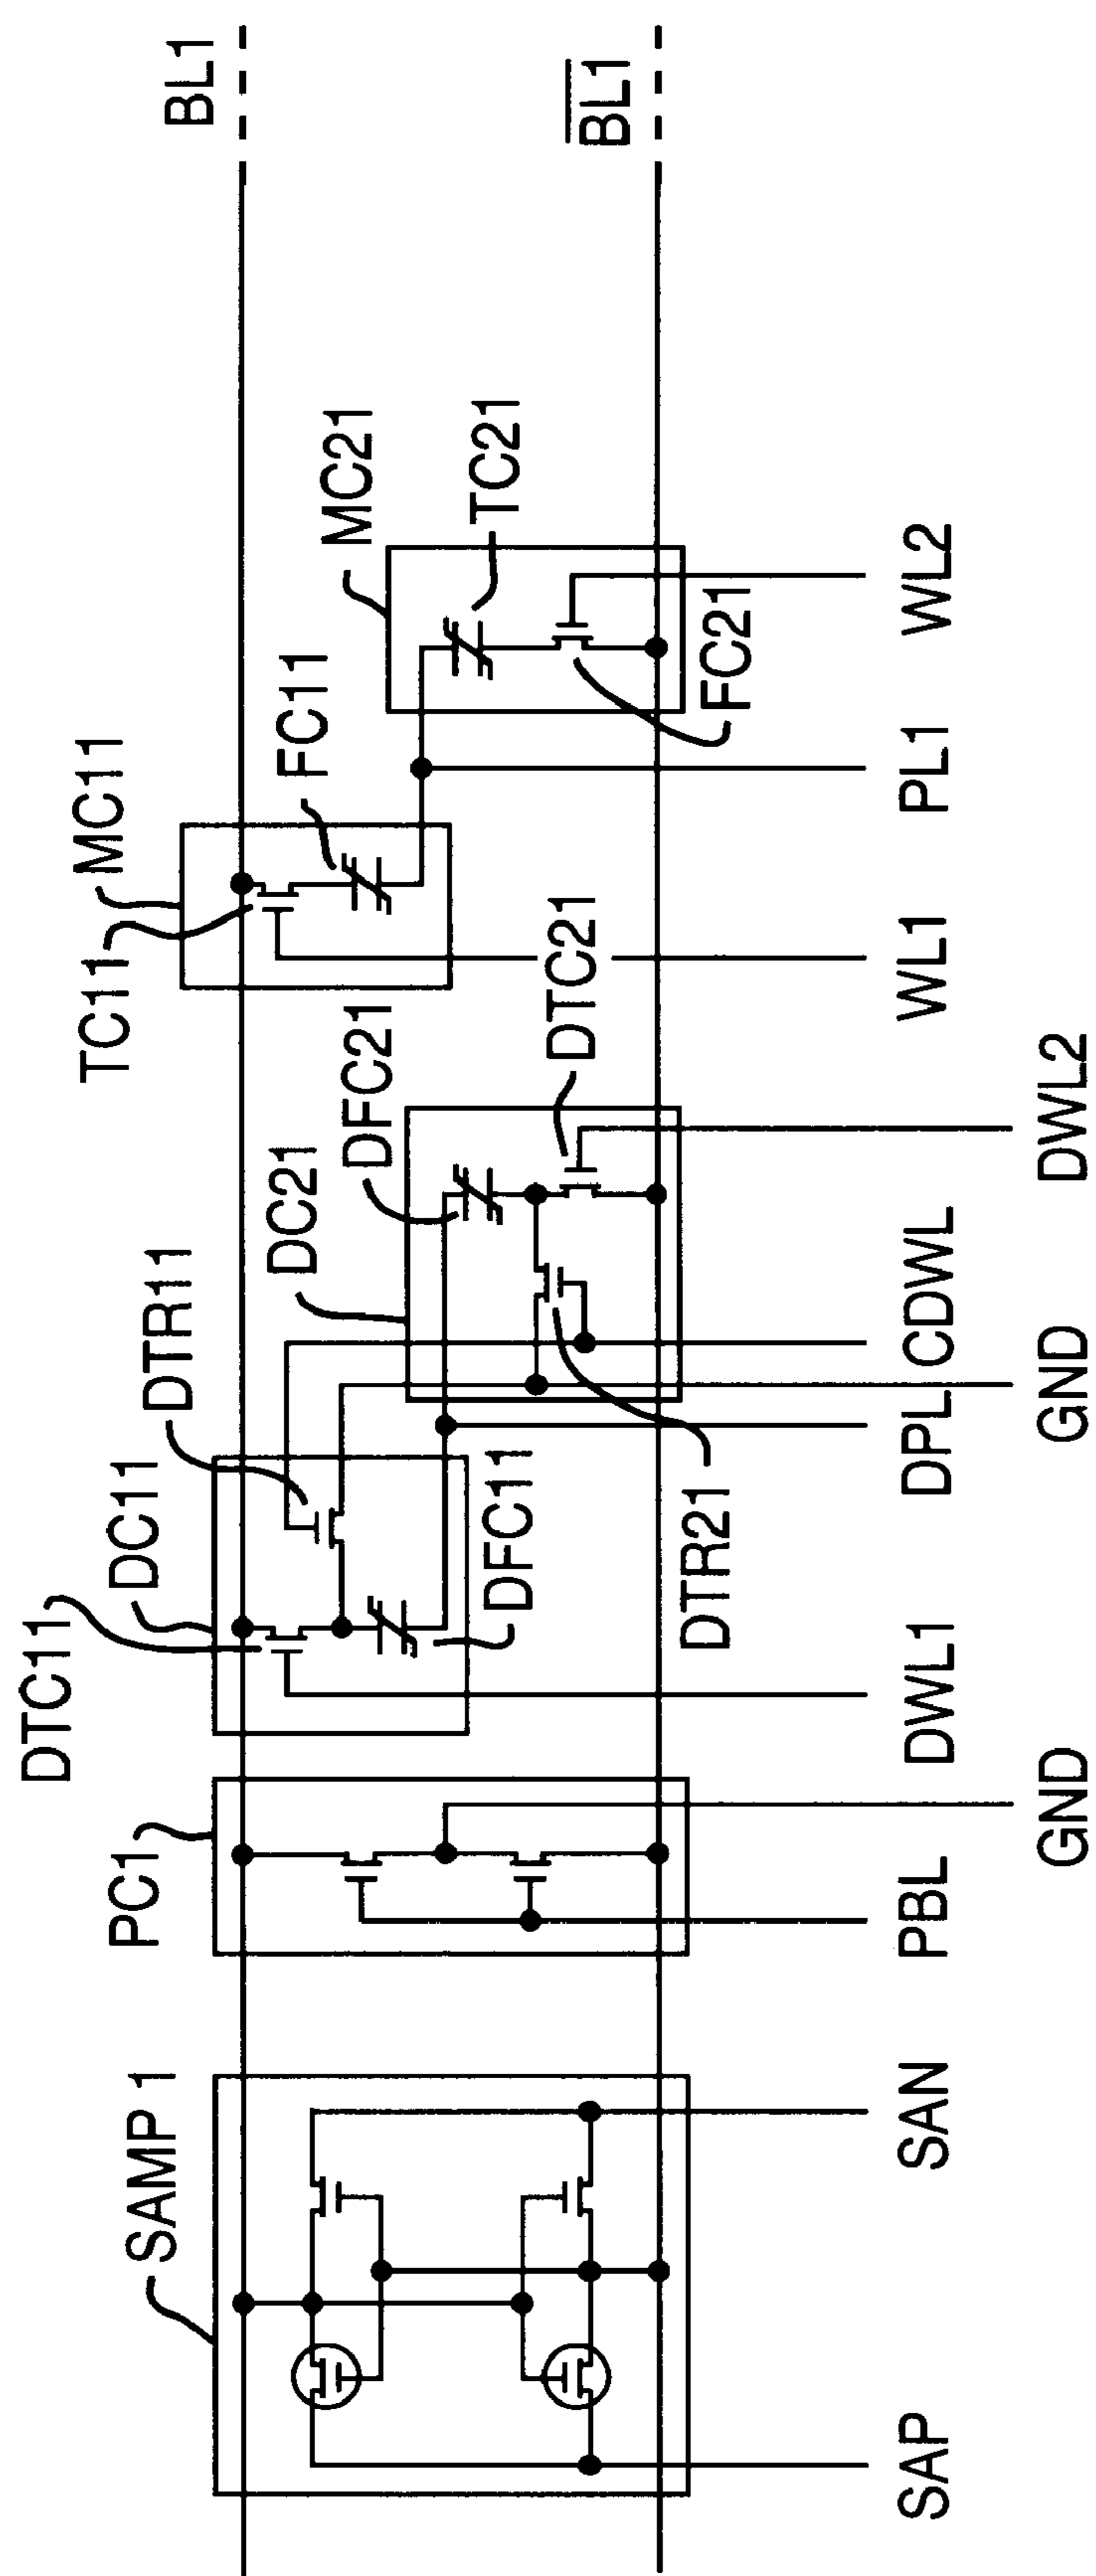 SAMP 1
PC1
DTC11
DC11
DTR11
DC21
DFC21
TC11
MC11
FC11
MC21
TC21
BL1
BL1
DFC11
DTR21
DTC21
FC21
SAP
SAN
PBL
GND
DWL1
DPL
GND
CDWL
DWL2
WL1
PL1
WL2